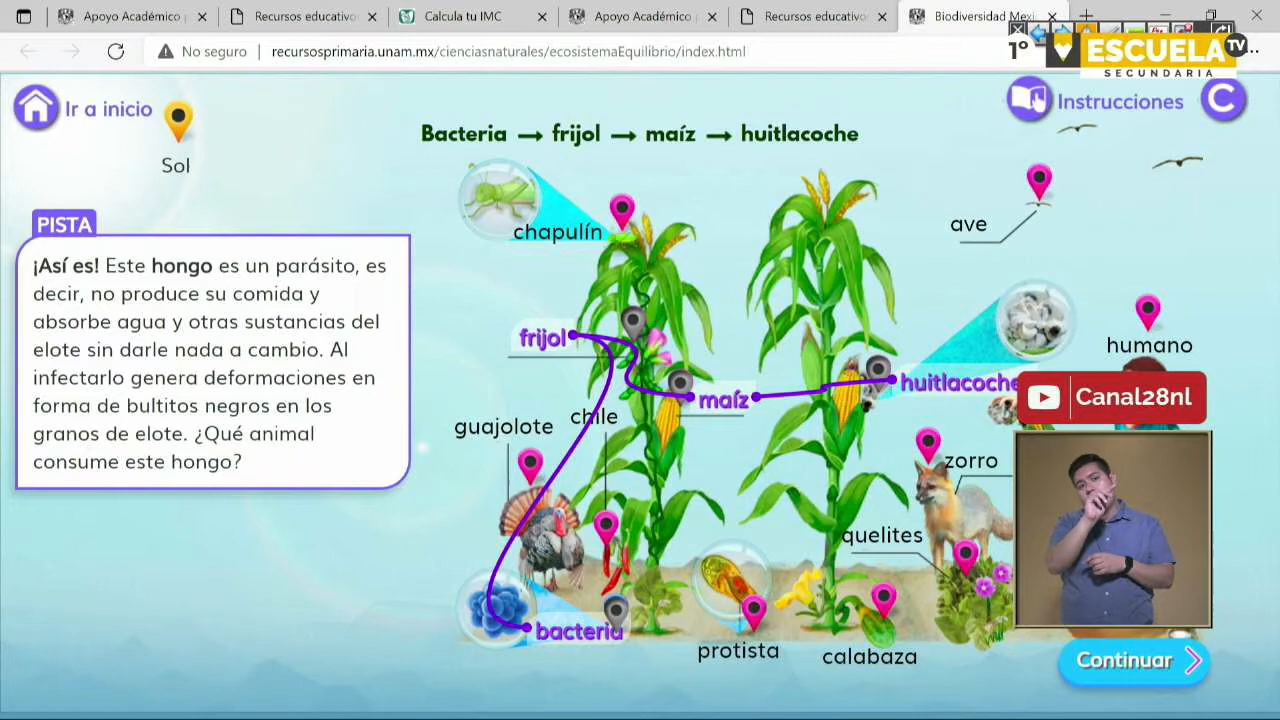 Apoyo Académico
Recursos educativo
Calcula tu IMC
Apoyo Académico
Recursos educativo
Biodiversidad Mexi
No seguro
recursosprimaria.unam.mx/cienciasnaturales/ecosistemaEquilibrio/index.html
1° ESCUELA TV
SECUNDARIA
Ir a inicio
Sol
Instrucciones
C
Bacteria → frijol → maíz → huitlacoche
PISTA
¡Así es! Este hongo es un parásito, es
decir, no produce su comida y
absorbe agua y otras sustancias del
elote sin darle nada a cambio. Al
infectarlo genera deformaciones en
forma de bultitos negros en los
granos de elote. ¿Qué animal
consume este hongo?
chapulín
ave
frijol
humano
huitlacoche
maíz
Canal28nl
chile
guajolote
zorro
quelites
bacteria
protista
calabaza
Continuar